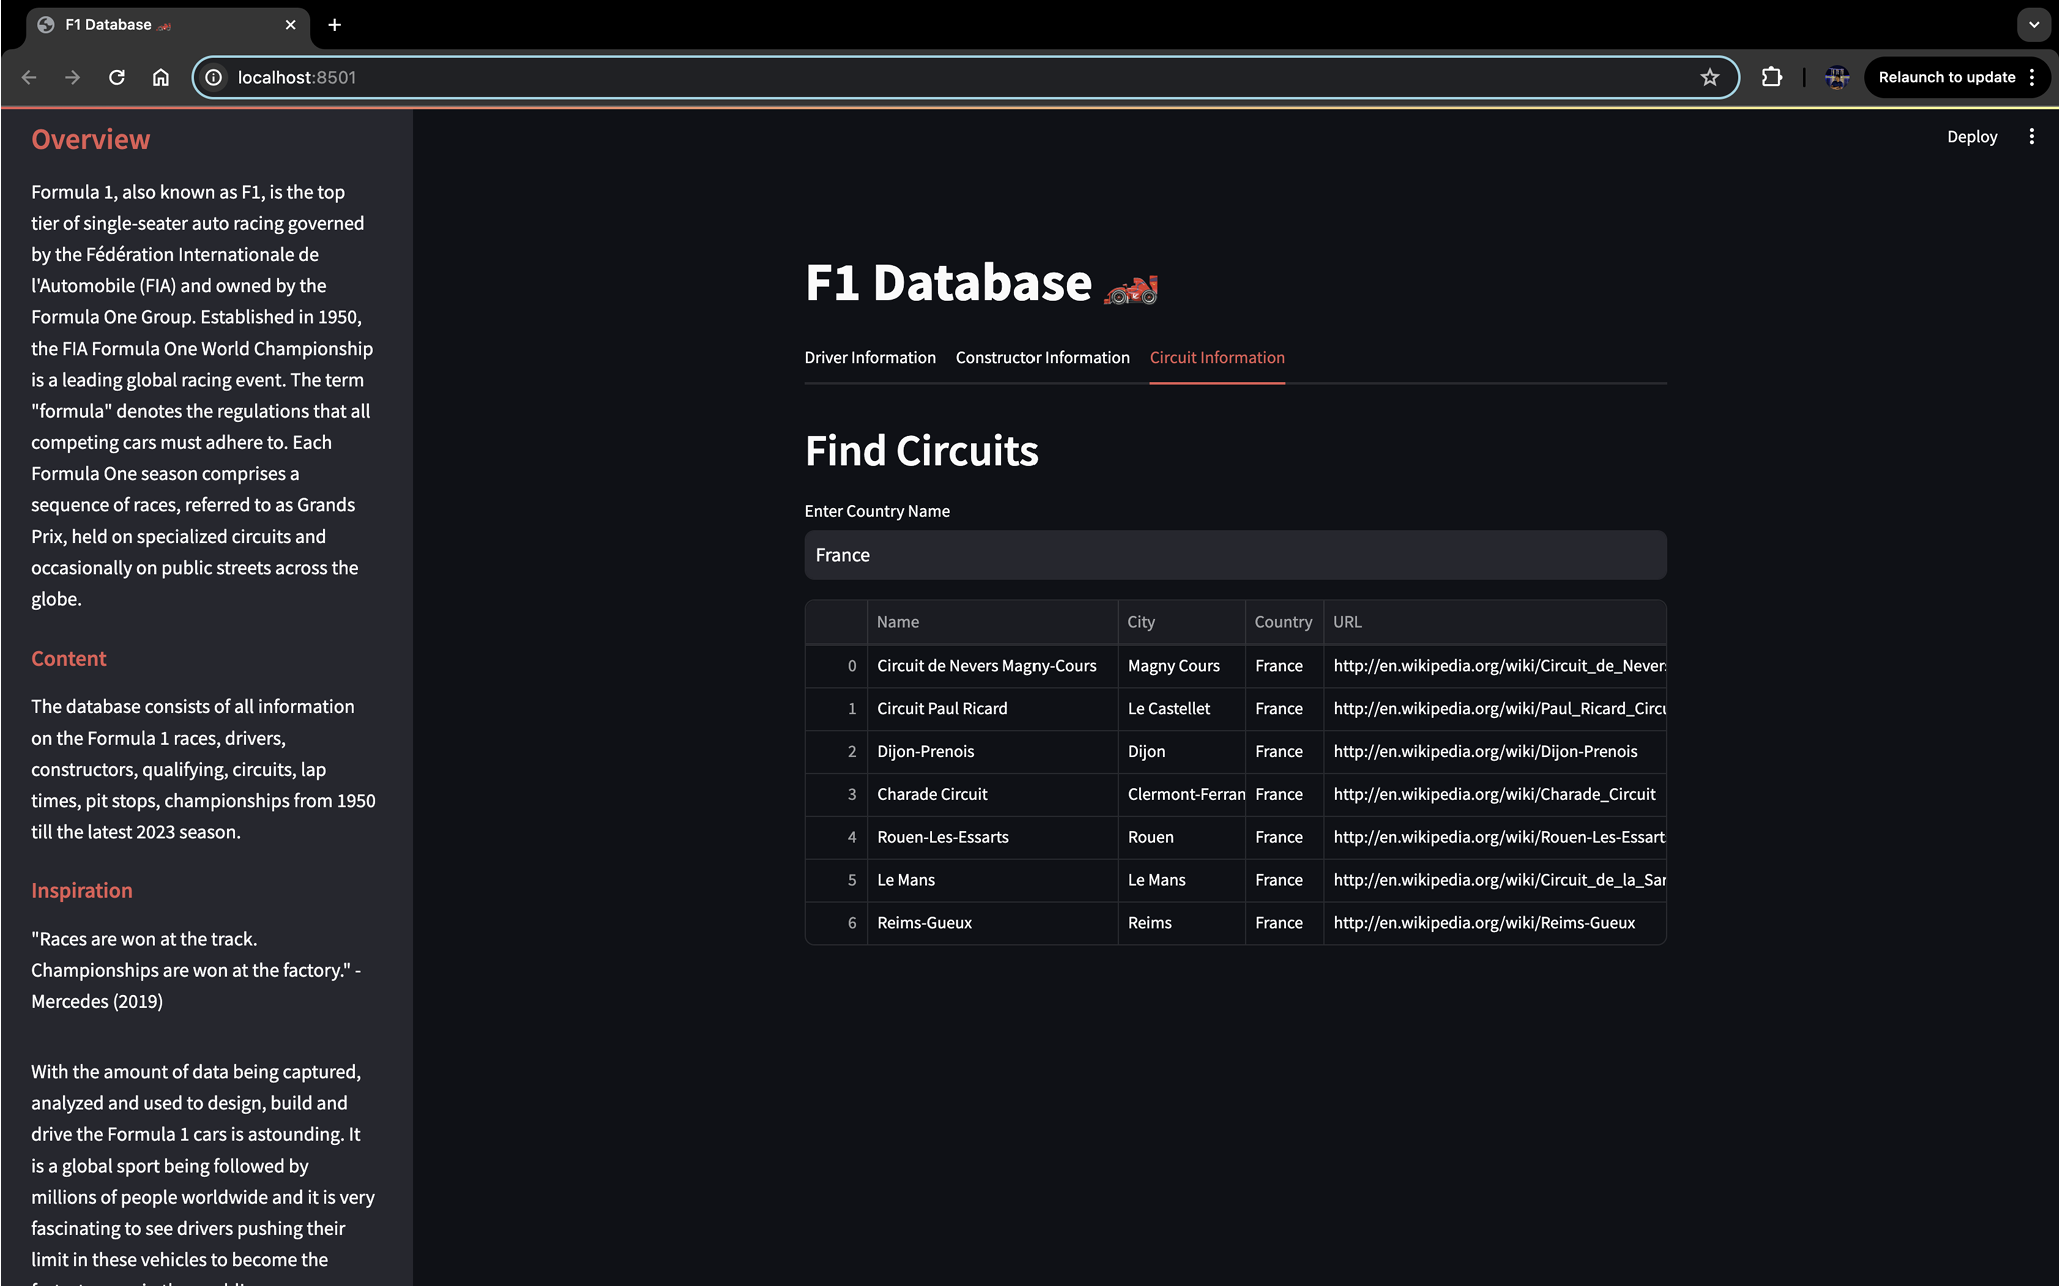 F1 Database
localhost:8501
Relaunch to update
Deploy
Overview
Formula 1, also known as F1, is the top
tier of single-seater auto racing governed
by the Fédération Internationale de
l'Automobile (FIA) and owned by the
Formula One Group. Established in 1950,
the FIA Formula One World Championship
is a leading global racing event. The term
"formula" denotes the regulations that all
competing cars must adhere to. Each
Formula One season comprises a
sequence of races, referred to as Grands
Prix, held on specialized circuits and
occasionally on public streets across the
globe.
Content
The database consists of all information
on the Formula 1 races, drivers,
constructors, qualifying, circuits, lap
times, pit stops, championships from 1950
till the latest 2023 season.
Inspiration
"Races are won at the track.
Championships are won at the factory." -
Mercedes (2019)
With the amount of data being captured,
analyzed and used to design, build and
drive the Formula 1 cars is astounding. It
is a global sport being followed by
millions of people worldwide and it is very
fascinating to see drivers pushing their
limit in these vehicles to become the
F1 Database
Driver Information Constructor Information Circuit Information
Find Circuits
Enter Country Name
France
Name City Country URL
0 Circuit de Nevers Magny-Cours Magny Cours France http://en.wikipedia.org/wiki/Circuit_de_Nevers
1 Circuit Paul Ricard Le Castellet France http://en.wikipedia.org/wiki/Paul_Ricard_Circu
2 Dijon-Prenois Dijon France http://en.wikipedia.org/wiki/Dijon-Prenois
3 Charade Circuit Clermont-Ferran France http://en.wikipedia.org/wiki/Charade_Circuit
4 Rouen-Les-Essarts Rouen France http://en.wikipedia.org/wiki/Rouen-Les-Essart
5 Le Mans Le Mans France http://en.wikipedia.org/wiki/Circuit_de_la_Sar
6 Reims-Gueux Reims France http://en.wikipedia.org/wiki/Reims-Gueux